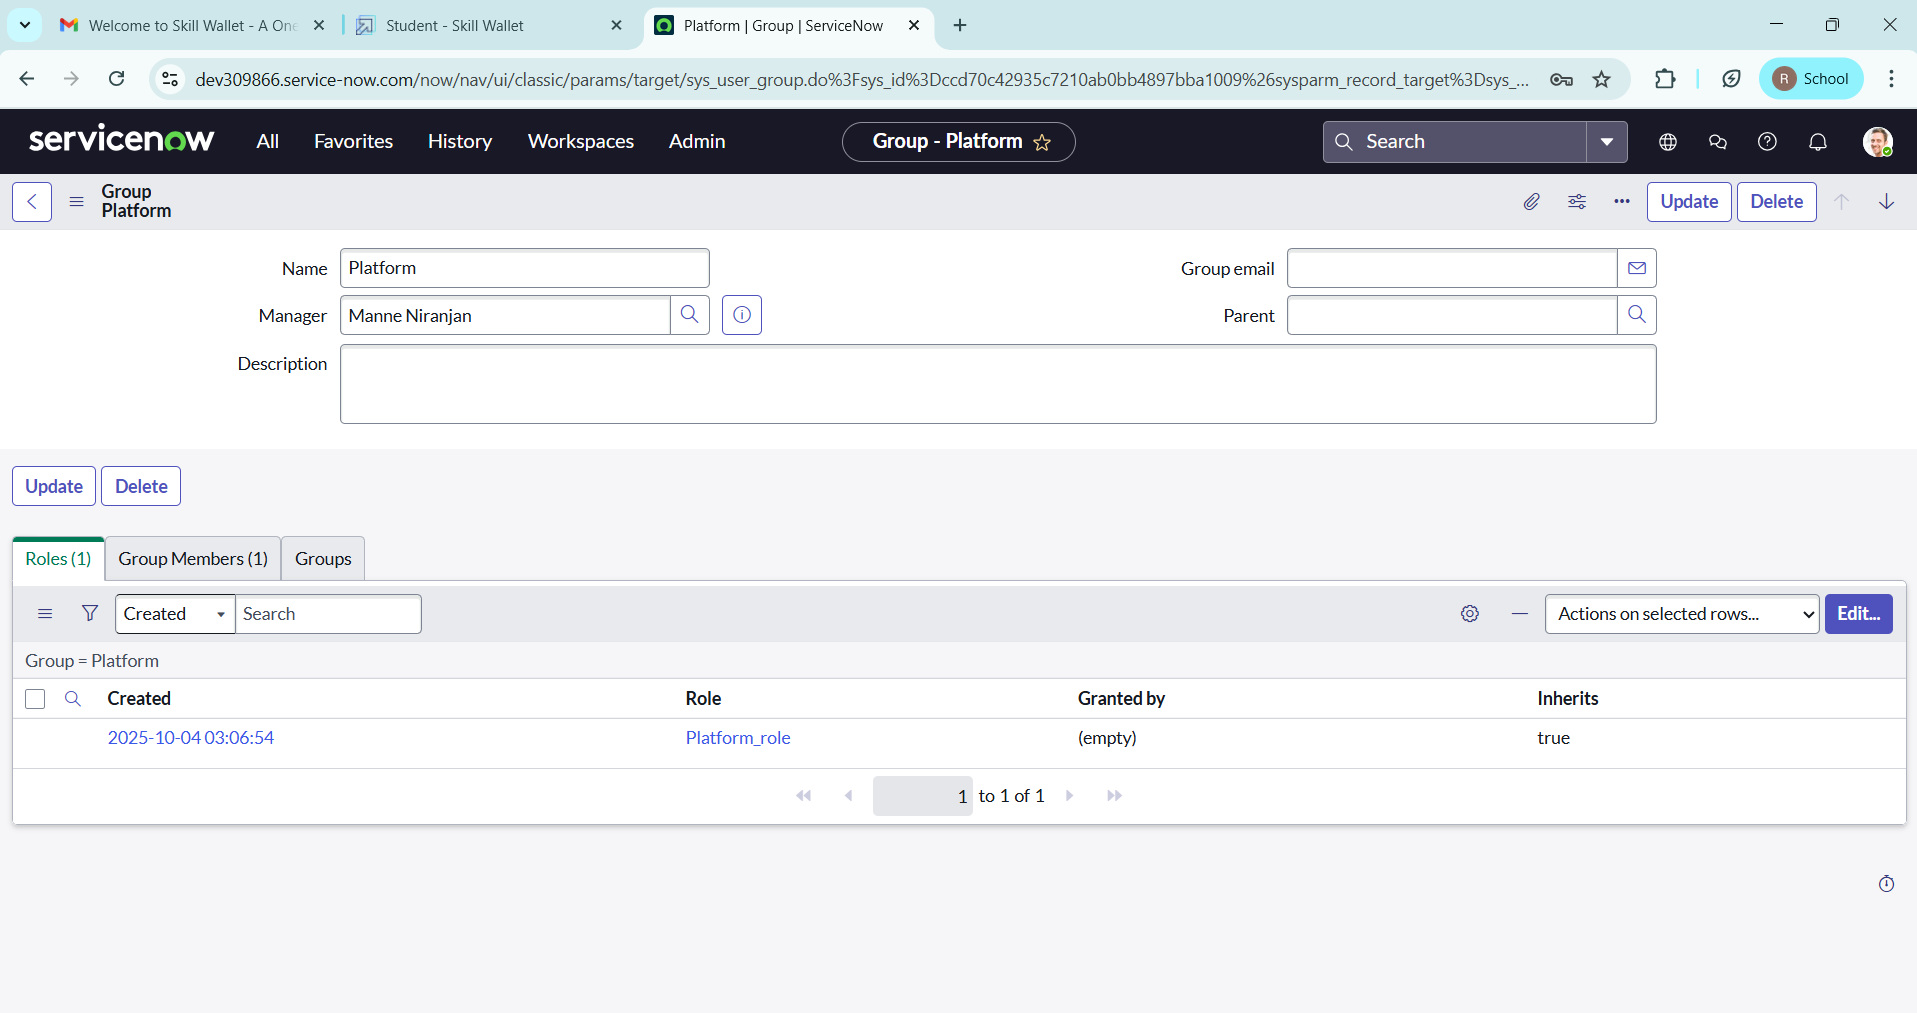 Welcome to Skill Wallet - A One
Student - Skill Wallet
Platform | Group | ServiceNow
dev309866.service-now.com/now/nav/ui/classic/params/target/sys_user_group.do%3Fsys_id%3Dccd70c42935c7210ab0bb4897bba1009%26sysparm_record_target%3Dsys_...
R School
servicenow All Favorites History Workspaces Admin Group - Platform Search
Group
Platform
Update Delete
Name Platform Group email
Manager Manne Niranjan Parent
Description
Update Delete
Roles (1) Group Members (1) Groups
Created Search Actions on selected rows... Edit...
Group = Platform
Created Role Granted by Inherits
2025-10-04 03:06:54 Platform_role (empty) true
1 to 1 of 1